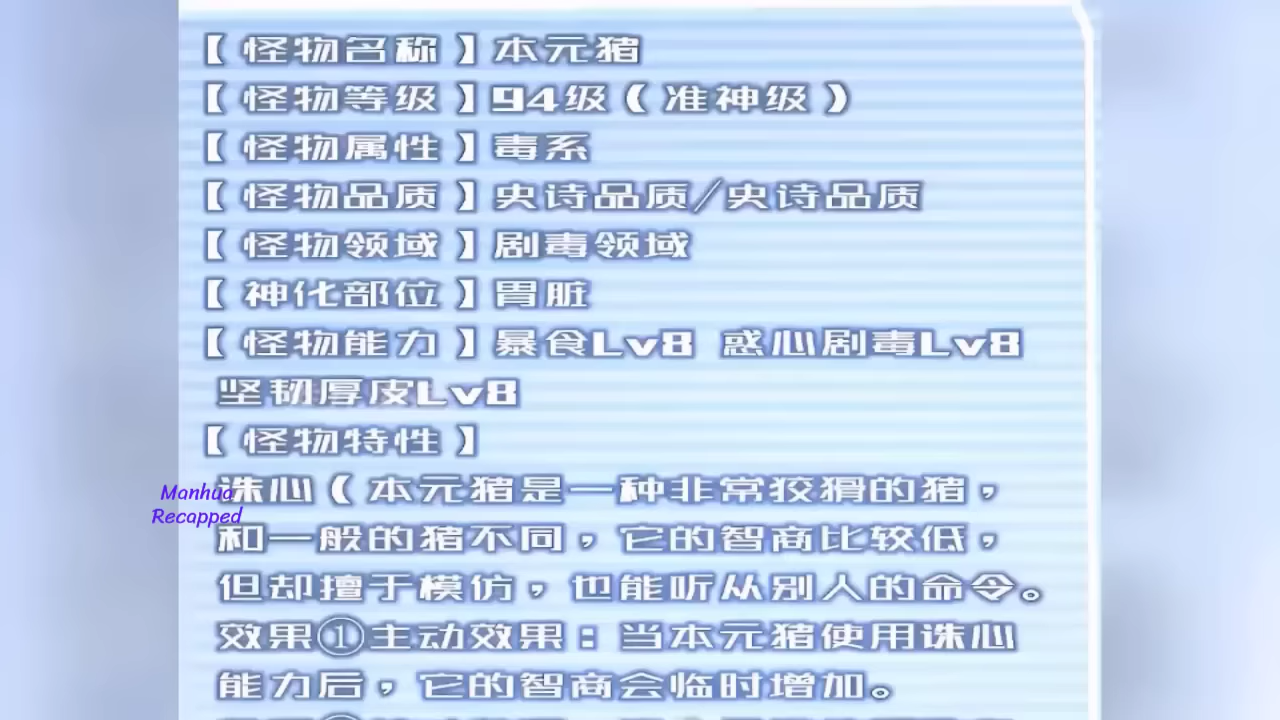 【怪物名称】本元猪
【怪物等级】94级（准神级）
【怪物属性】毒系
【怪物品质】史诗品质/史诗品质
【怪物领域】剧毒领域
【神化部位】胃脏
【怪物能力】暴食Lv8 惑心剧毒Lv8
坚韧厚皮Lv8
【怪物特性】
诛心（本元猪是一种非常狡猾的猪，
和一般的猪不同，它的智商比较低，
但却擅于模仿，也能听从别人的命令。
效果①主动效果：当本元猪使用诛心
能力后，它的智商会临时增加。
Manhua
Recapped